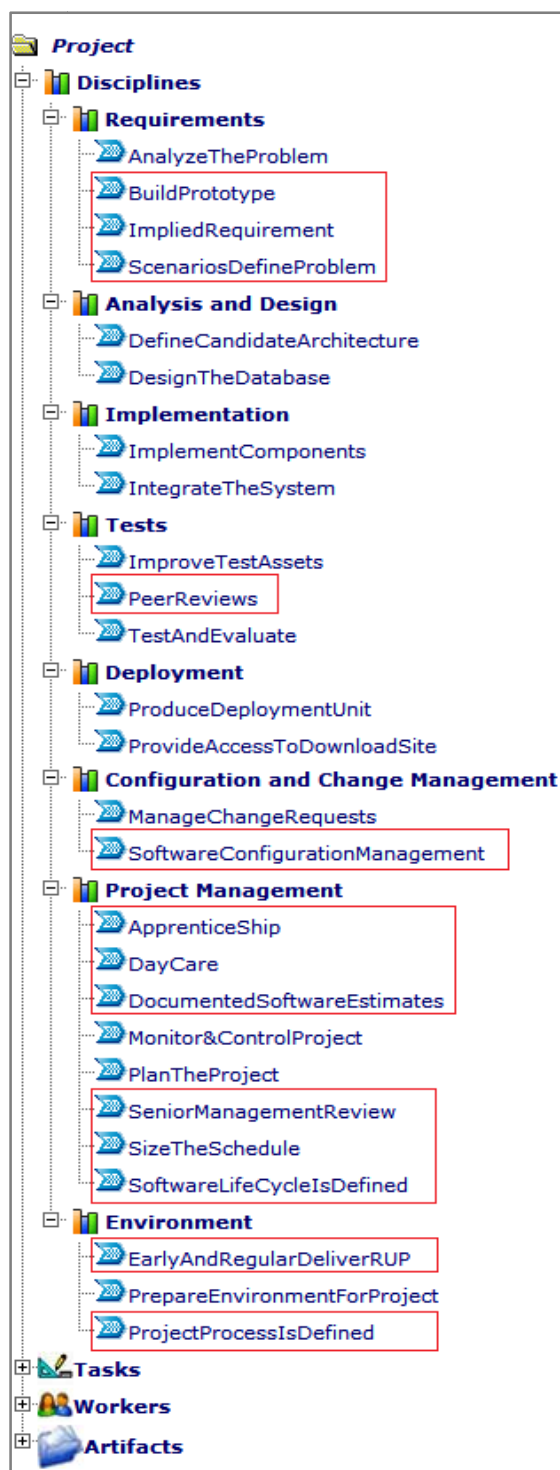 Project
Disciplines
Requirements
AnalyzeTheProblem
BuildPrototype
ImpliedRequirement
ScenariosDefineProblem
Analysis and Design
DefineCandidateArchitecture
DesignTheDatabase
Implementation
ImplementComponents
IntegrateTheSystem
Tests
ImproveTestAssets
PeerReviews
TestAndEvaluate
Deployment
ProduceDeploymentUnit
ProvideAccessToDownloadSite
Configuration and Change Management
ManageChangeRequests
SoftwareConfigurationManagement
Project Management
ApprenticeShip
DayCare
DocumentedSoftwareEstimates
Monitor&ControlProject
PlanTheProject
SeniorManagementReview
SizeTheSchedule
SoftwareLifeCycleIsDefined
Environment
EarlyAndRegularDeliverRUP
PrepareEnvironmentForProject
ProjectProcessIsDefined
Tasks
Workers
Artifacts